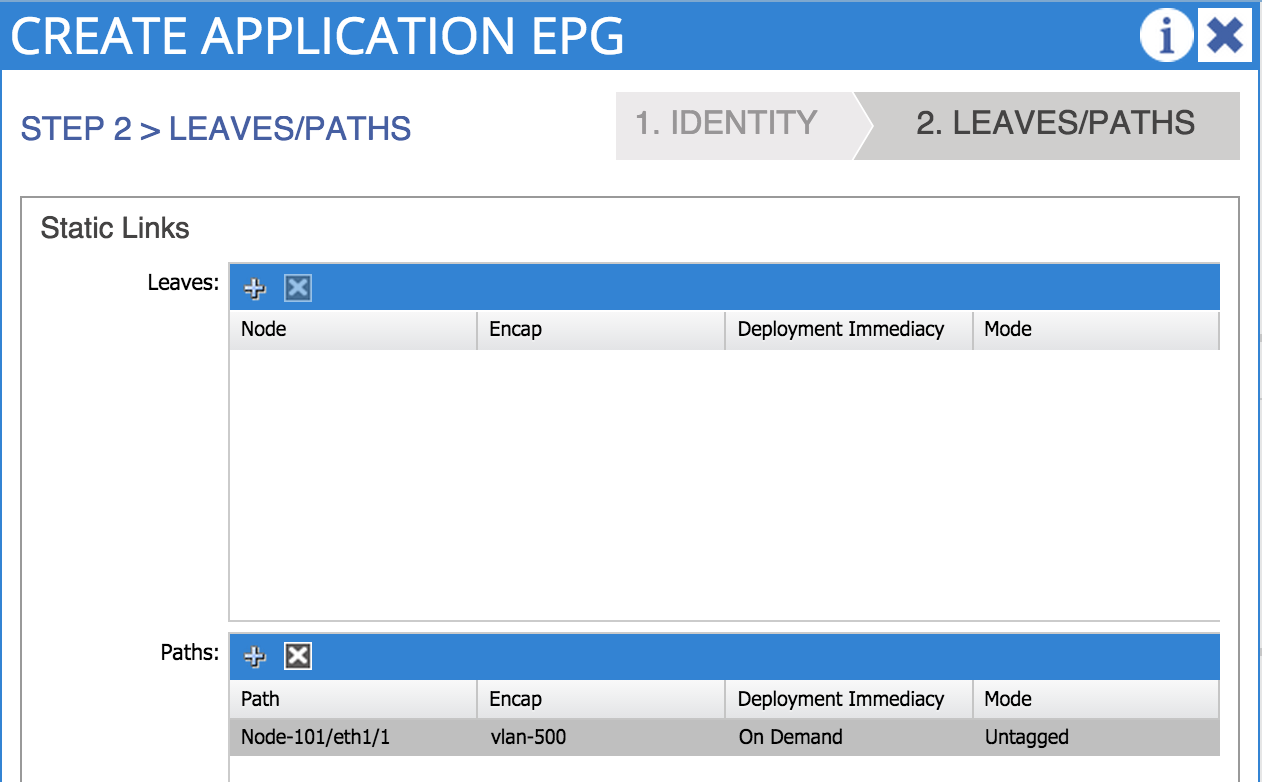 CREATE APPLICATION EPG
STEP 2 > LEAVES/PATHS
1. IDENTITY
2. LEAVES/PATHS
Static Links
Leaves:
Node Encap Deployment Immediacy Mode
Paths:
Path Encap Deployment Immediacy Mode
Node-101/eth1/1 vlan-500 On Demand Untagged